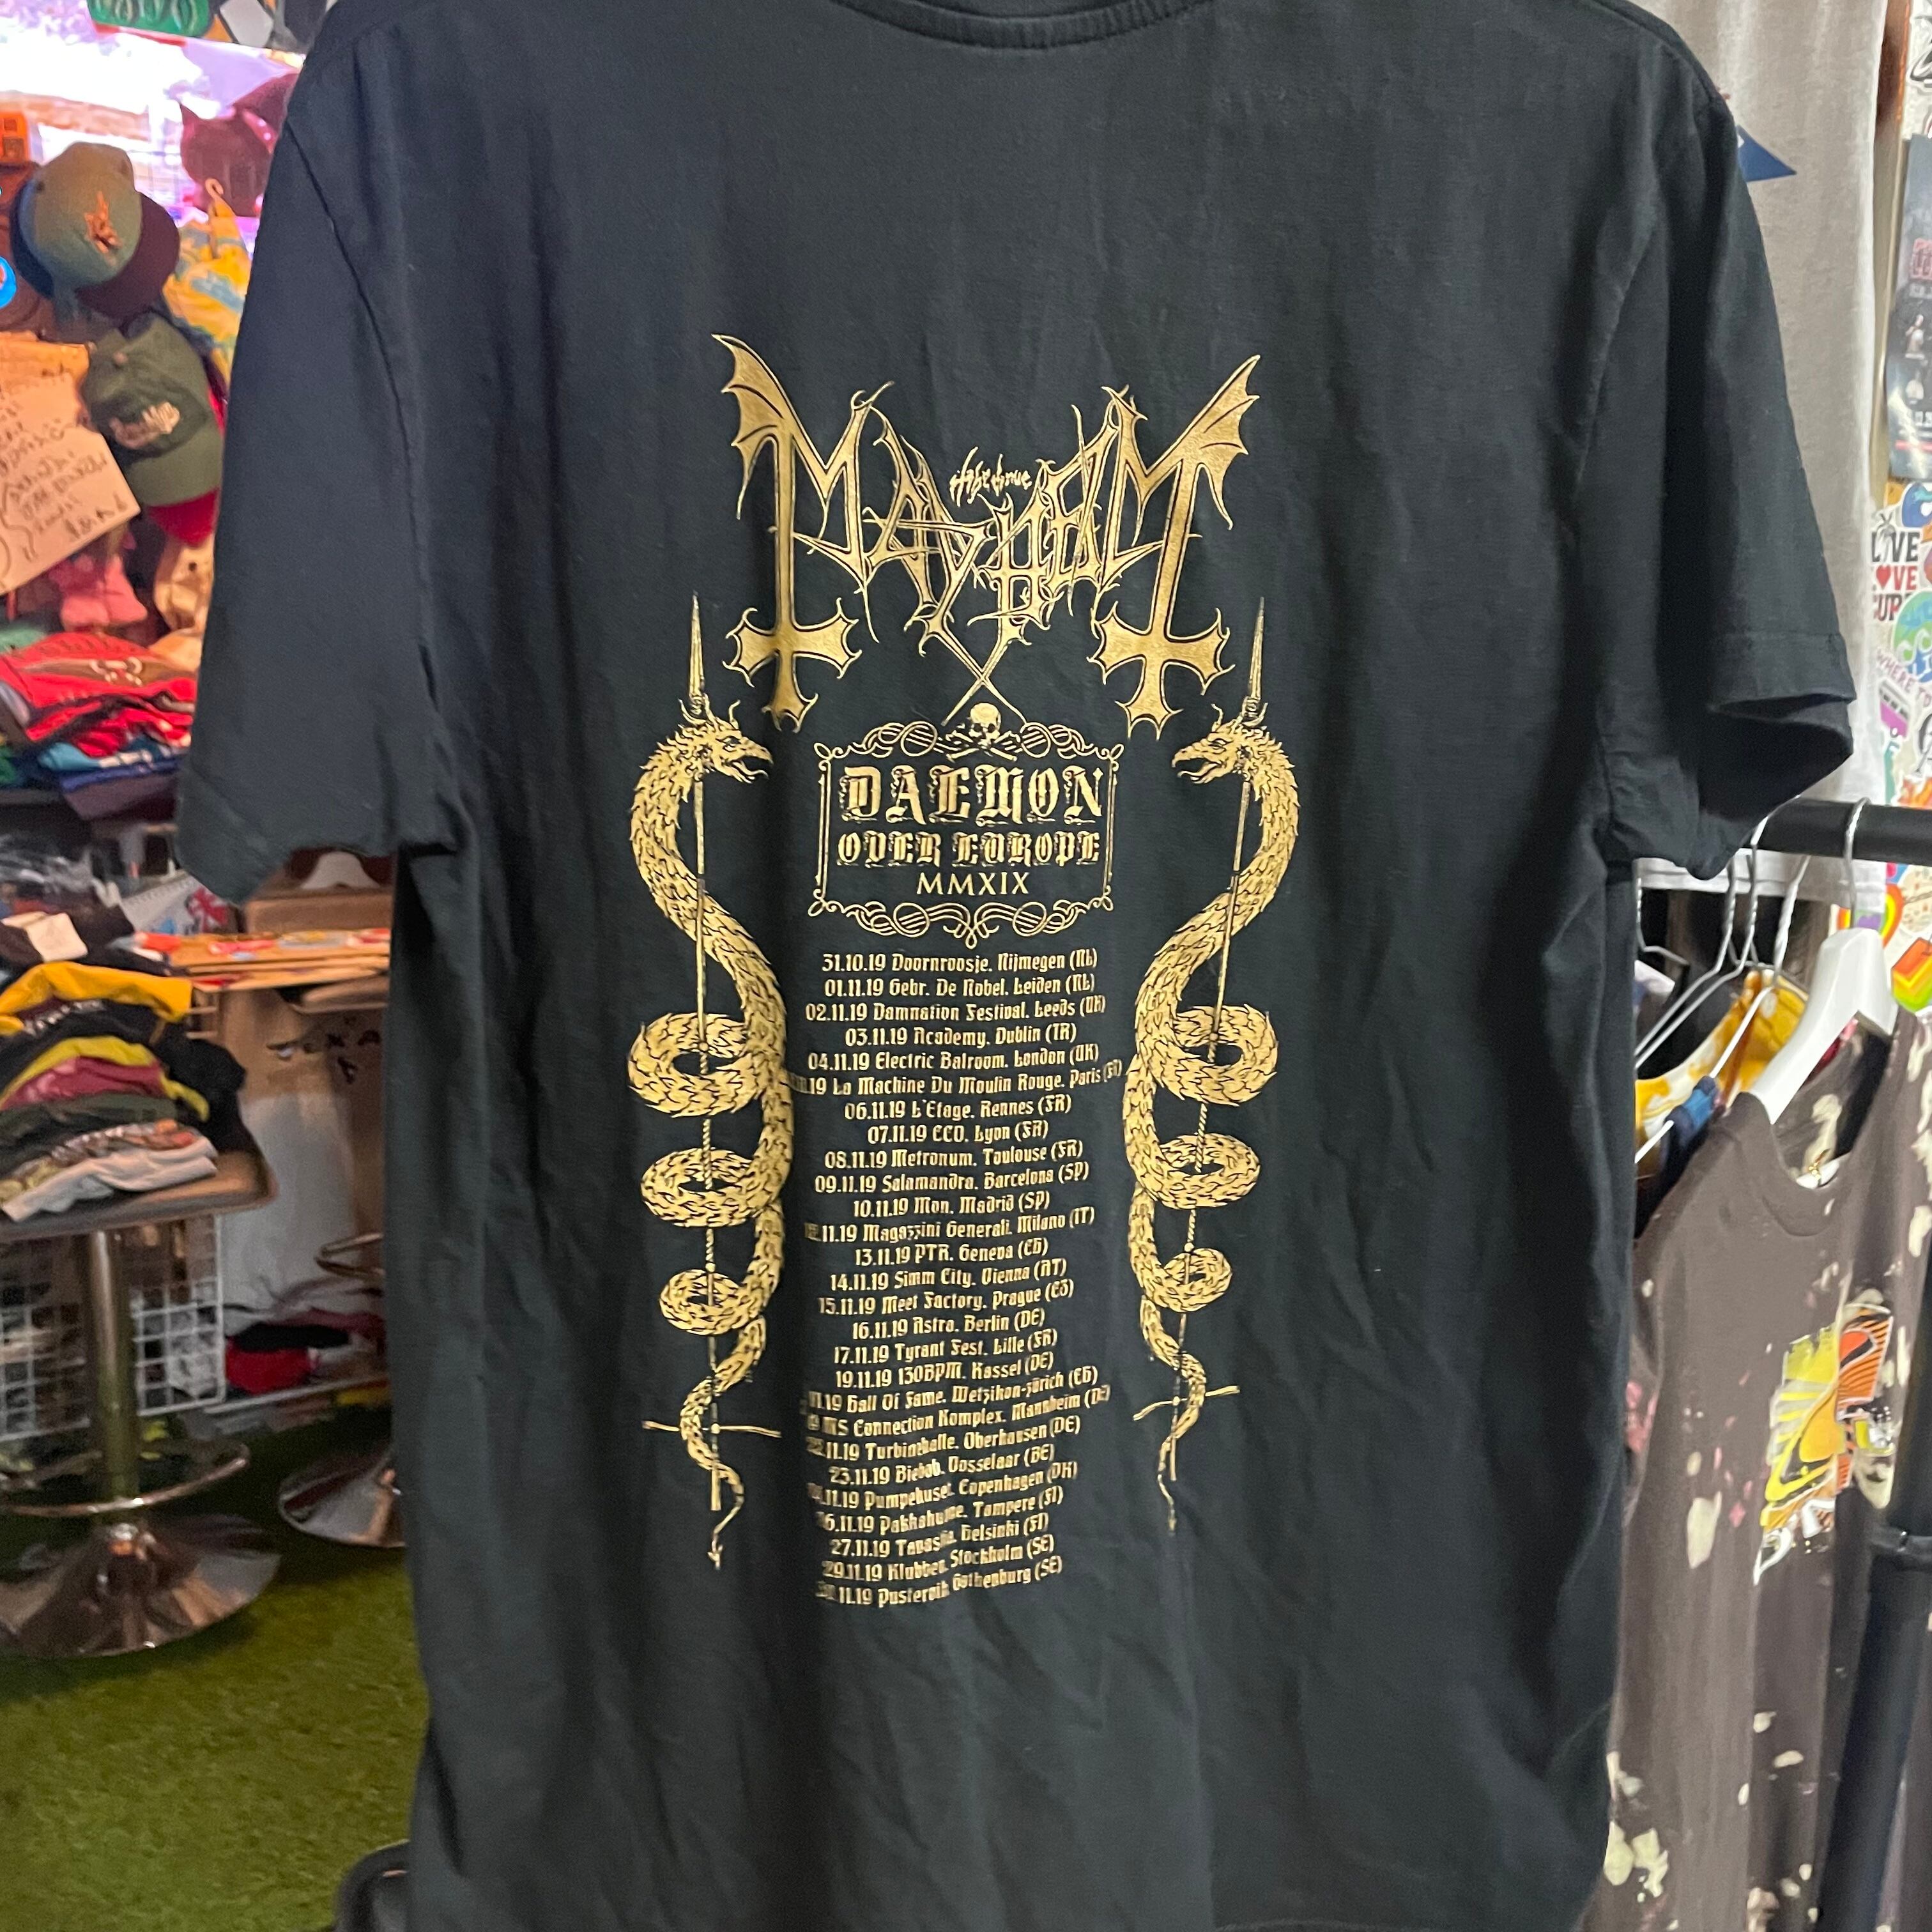 MAYHEM
DAEMON
OVER EUROPE
MMXIX
31.10.19 Doornroosje. Nijmegen (NL)
01.11.19 Gebr. De Nobel. Leiden (NL)
02.11.19 Damnation Festival. Leeds (UK)
03.11.19 Academy. Dublin (IR)
04.11.19 Electric Balroom. London (UK)
La Machine Du Moulin Rouge. Paris (FR)
06.11.19 L'Etage. Rennes (FR)
07.11.19 CCO. Lyon (FR)
08.11.19 Metronum. Toulouse (FR)
09.11.19 Salamandra. Barcelona (SP)
10.11.19 Mon. Madrid (SP)
Magazzini Generali. Milano (IT)
13.11.19 PTR. Geneva (CH)
14.11.19 Simm City. Vienna (AT)
15.11.19 Meet Factory. Prague (CZ)
16.11.19 Astra. Berlin (DE)
17.11.19 Tyrant Fest. Lille (FR)
19.11.19 130BPM. Kassel (DE)
Hall Of Fame. Wetzikon-Zürich (CH)
MS Connection Komplex. Mannheim (DE)
22.11.19 Turbinehalle. Oberhausen (DE)
23.11.19 Biebob. Vosselaar (BE)
Pumpehuset. Copenhagen (DK)
Pakkahuone. Tampere (FI)
27.11.19 Tavastia. Helsinki (FI)
29.11.19 Klubben. Stockholm (SE)
Pustervik Gothenburg (SE)
LOVE